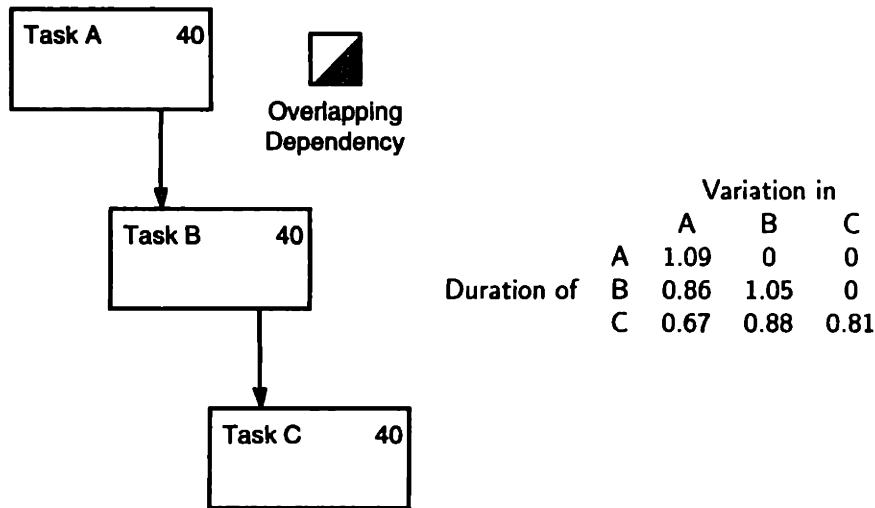 Task A 40
Overlapping
Dependency
Task B 40
Task C 40
Variation in
A B C
A 1.09 0 0
Duration of B 0.86 1.05 0
C 0.67 0.88 0.81